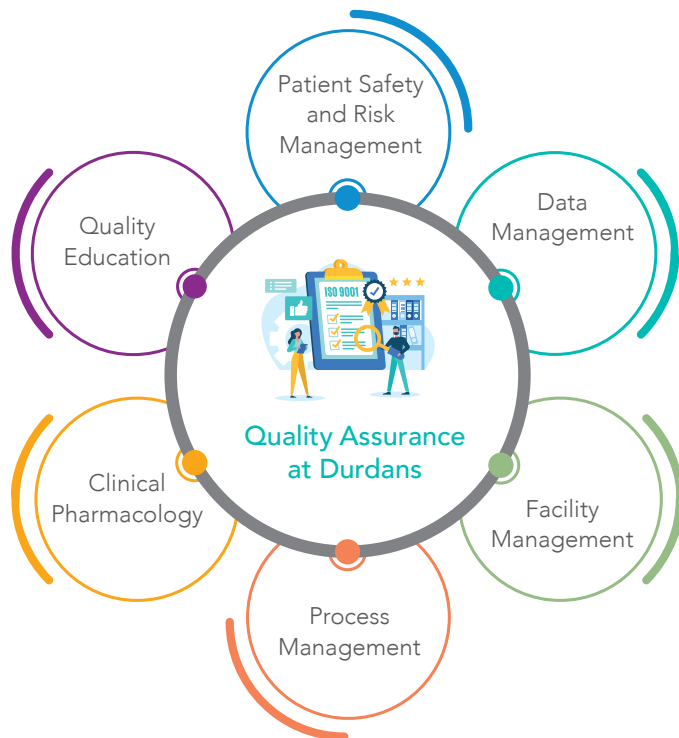 Patient Safety
and Risk
Management
Data
Management
Facility
Management
Process
Management
Clinical
Pharmacology
Quality
Education
ISO 9001
Quality Assurance
at Durdans